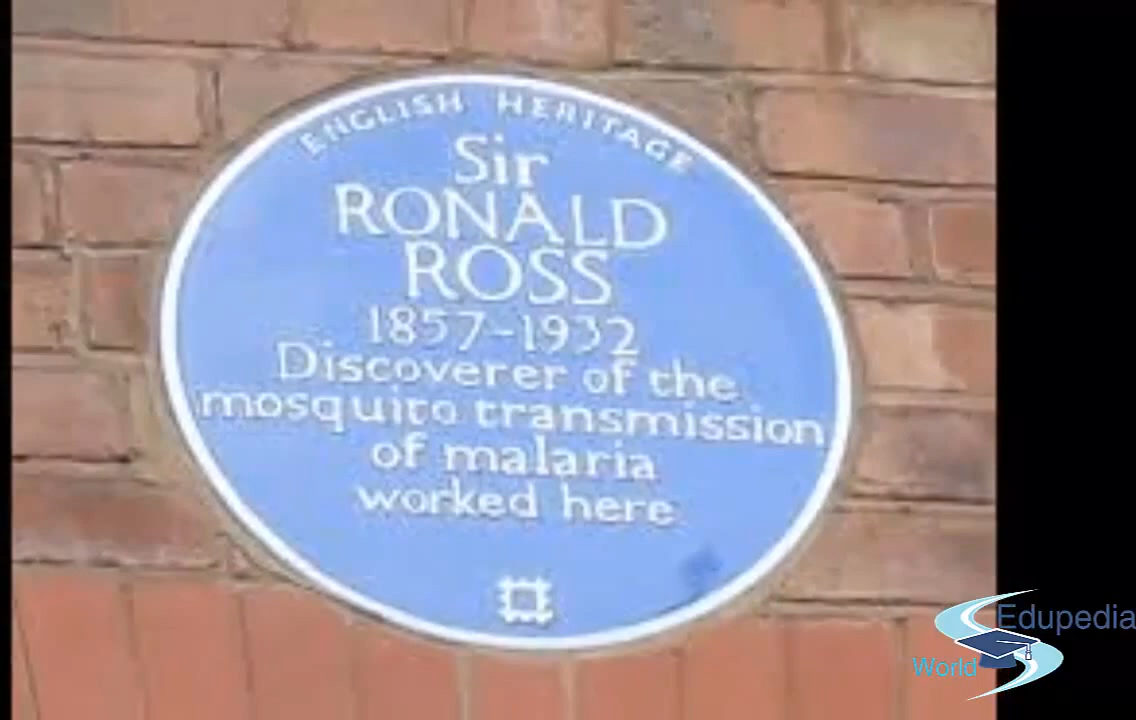 ENGLISH HERITAGE
Sir
RONALD
ROSS
1857-1932
Discoverer of the
mosquito transmission
of malaria
worked here
Edupedia
World